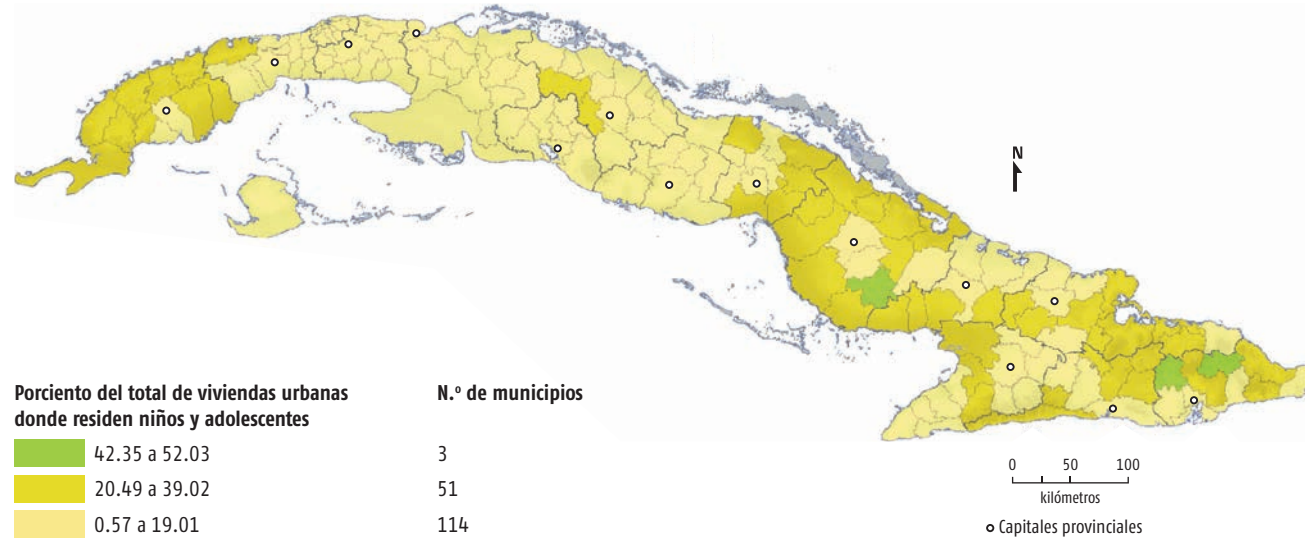 N
Porciento del total de viviendas urbanas
donde residen niños y adolescentes
N.º de municipios
42.35 a 52.03 3
20.49 a 39.02 51
0.57 a 19.01 114
0 50 100
kilómetros
Capitales provinciales